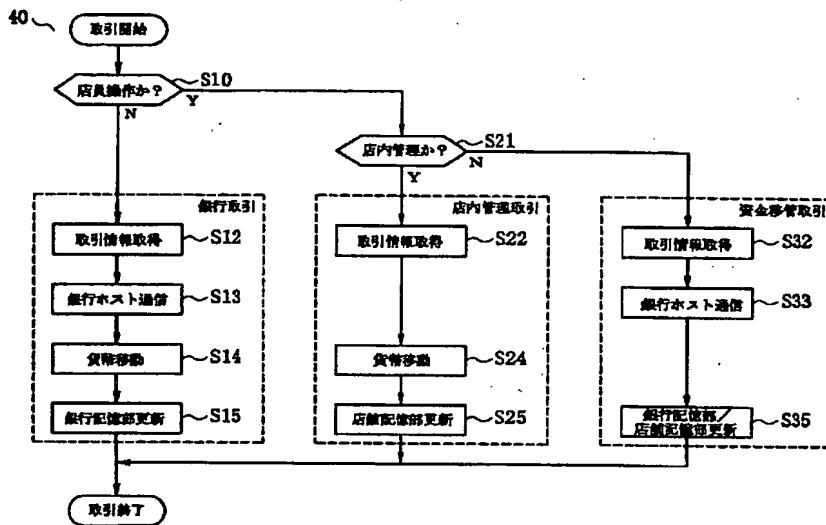 40
取引開始
店員操作か?
S10
N
Y
店内管理か?
S21
Y
N
銀行取引
取引情報取得
S12
銀行ホスト通信
S13
貨幣移動
S14
銀行記憶部更新
S15
店内管理取引
取引情報取得
S22
貨幣移動
S24
店舗記憶部更新
S25
資金移管取引
取引情報取得
S32
銀行ホスト通信
S33
銀行記憶部/
店舗記憶部更新
S35
取引終了